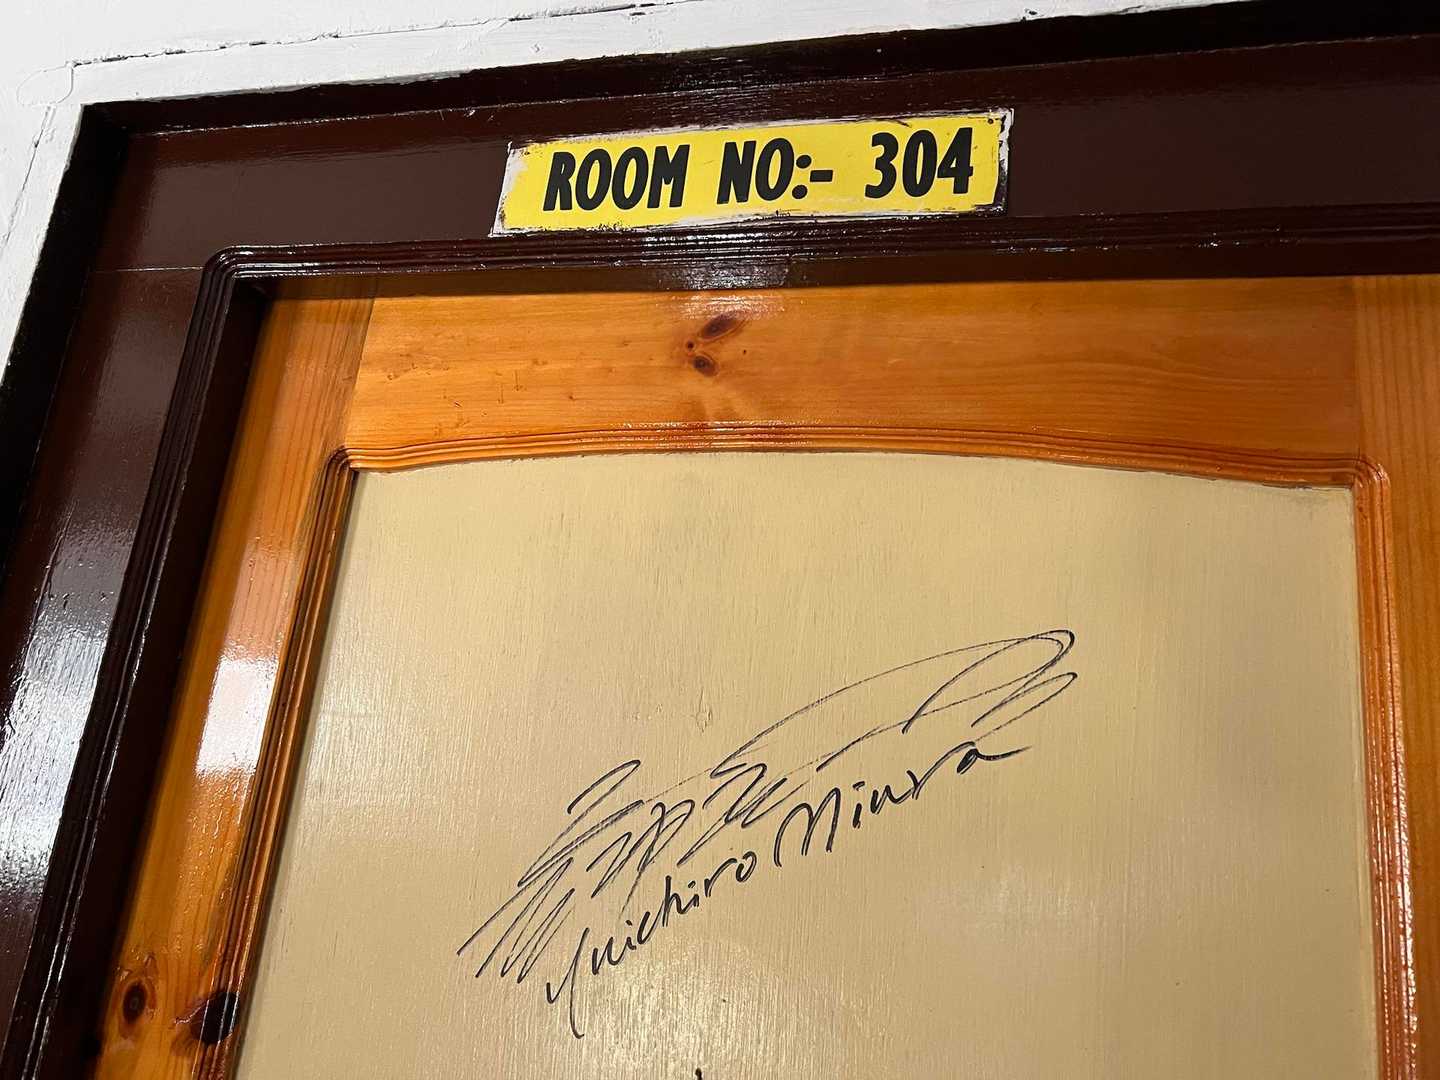 ROOM NO:- 304
Yuichiro Miura